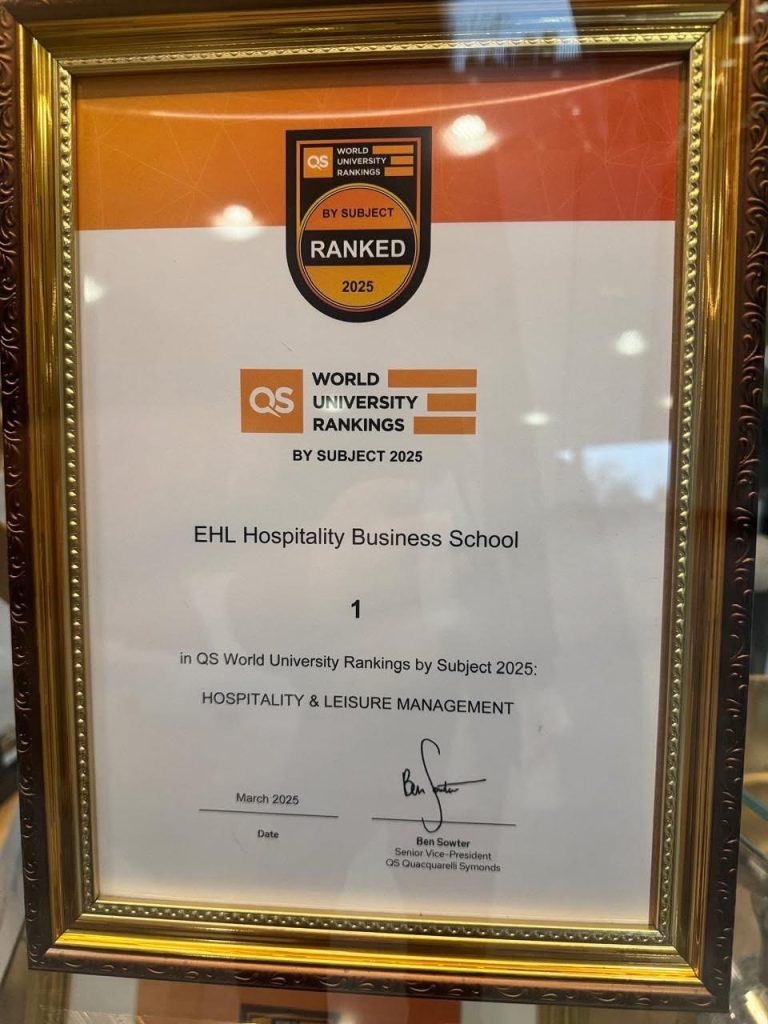 QS WORLD
UNIVERSITY
RANKINGS
BY SUBJECT
RANKED
2025
QS WORLD
UNIVERSITY
RANKINGS
BY SUBJECT 2025
EHL Hospitality Business School
1
in QS World University Rankings by Subject 2025:
HOSPITALITY & LEISURE MANAGEMENT
March 2025
Date
Ben Sowter
Ben Sowter
Senior Vice-President
QS Quacquarelli Symonds